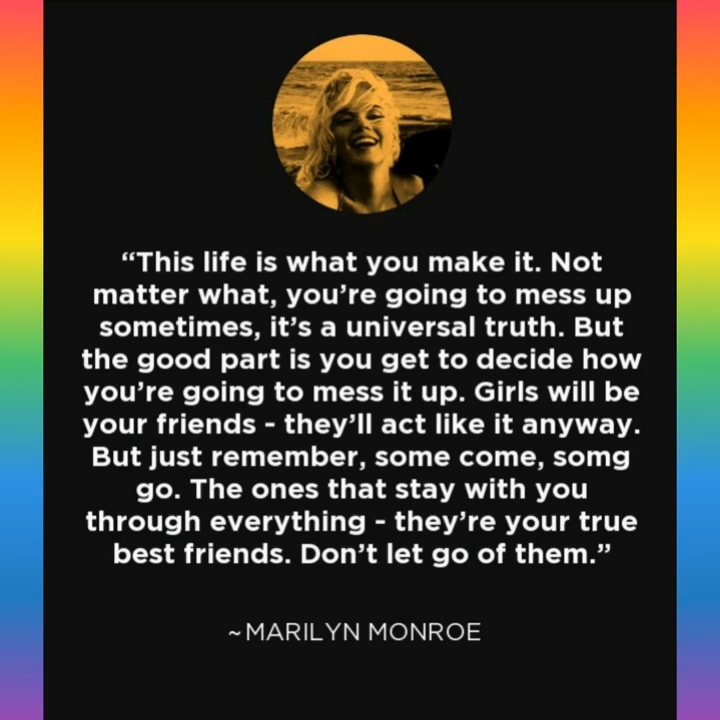 “This life is what you make it. Not
matter what, you’re going to mess up
sometimes, it’s a universal truth. But
the good part is you get to decide how
you’re going to mess it up. Girls will be
your friends - they’ll act like it anyway.
But just remember, some come, somg
go. The ones that stay with you
through everything - they’re your true
best friends. Don’t let go of them.”
~MARILYN MONROE